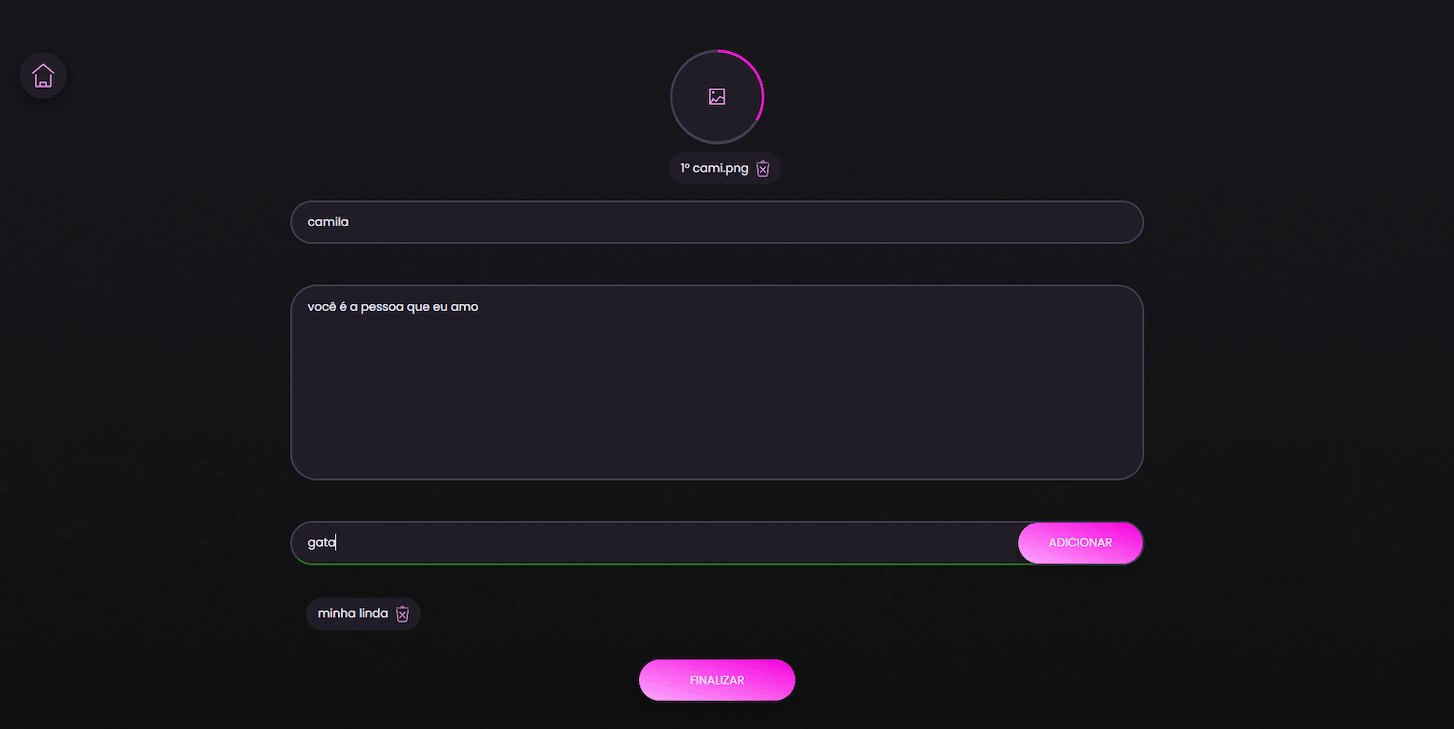 1º cami.png
camila
você é a pessoa que eu amo
gata
ADICIONAR
minha linda
FINALIZAR